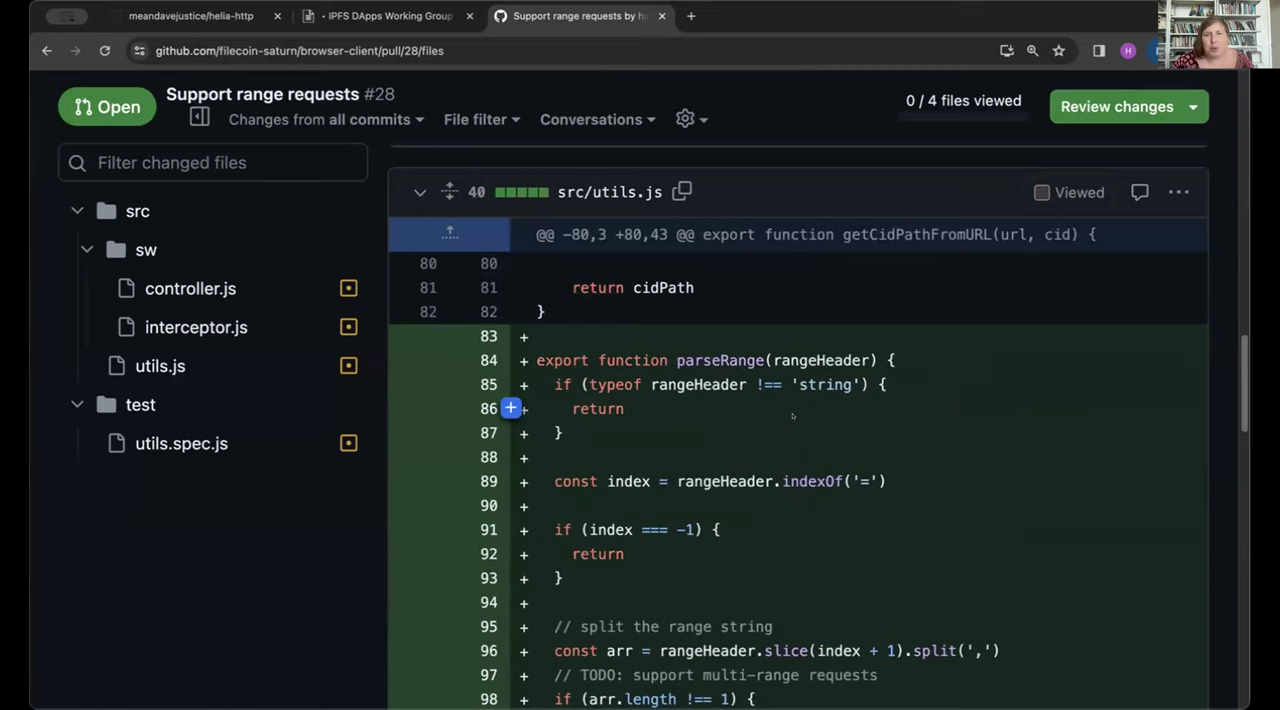 meandavejustice/helia-http
· IPFS DApps Working Group
Support range requests by ha
github.com/filecoin-saturn/browser-client/pull/28/files
H
Open
Support range requests #28
Changes from all commits
File filter
Conversations
0 / 4 files viewed
Review changes
Filter changed files
src
sw
controller.js
interceptor.js
utils.js
test
utils.spec.js
40
src/utils.js
Viewed
@@ -80,3 +80,43 @@ export function getCidPathFromURL(url, cid) {
80 80
81 81 return cidPath
82 82 }
83 +
84 + export function parseRange(rangeHeader) {
85 + if (typeof rangeHeader !== 'string') {
86 + return
87 + }
88 +
89 + const index = rangeHeader.indexOf('=')
90 +
91 + if (index === -1) {
92 + return
93 + }
94 +
95 + // split the range string
96 + const arr = rangeHeader.slice(index + 1).split(',')
97 + // TODO: support multi-range requests
98 + if (arr.length !== 1) {